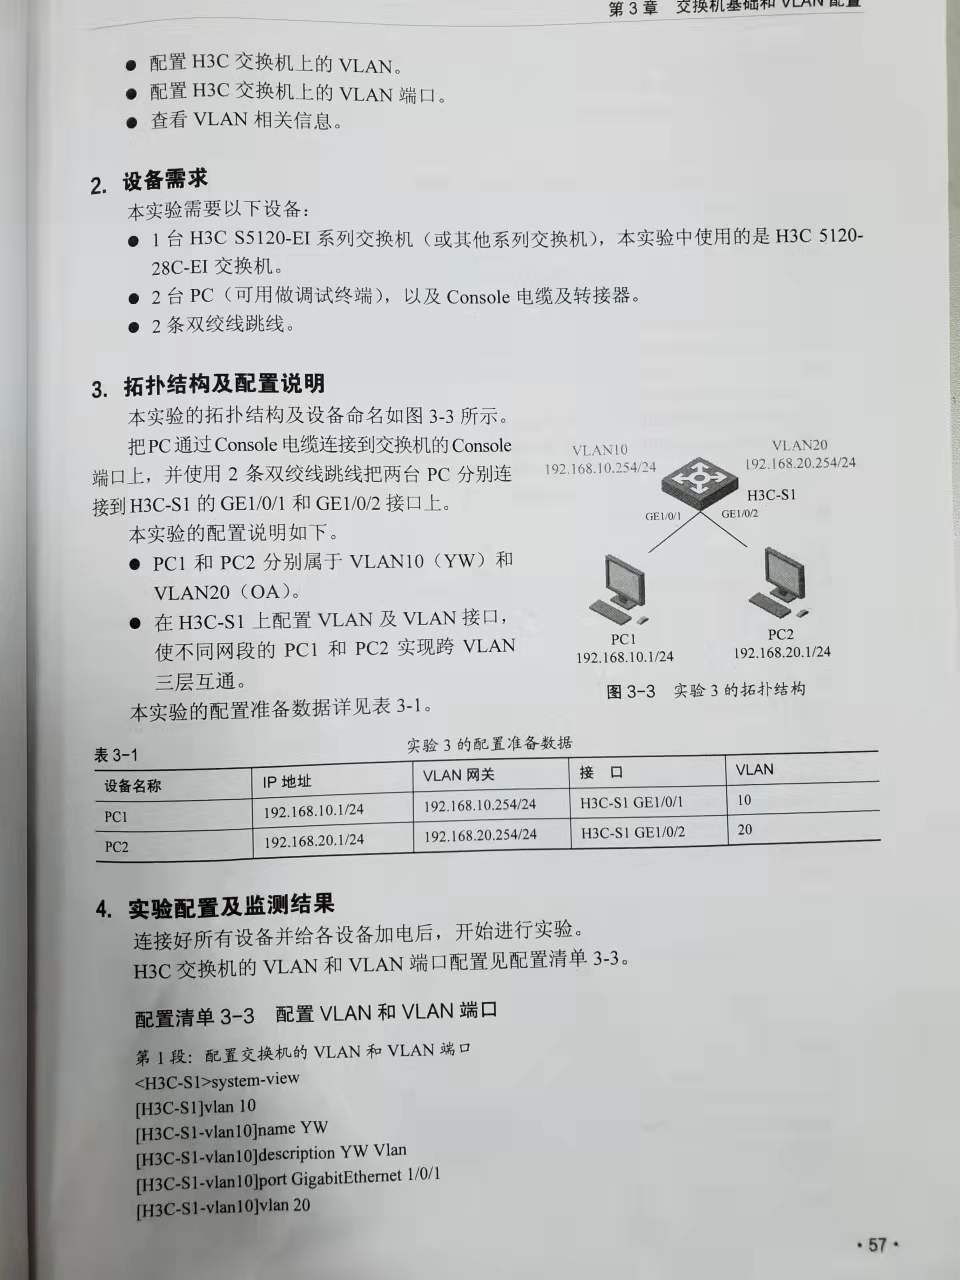 第 3 章 交换机基础和 VLAN 配置
● 配置 H3C 交换机上的 VLAN。
● 配置 H3C 交换机上的 VLAN 端口。
● 查看 VLAN 相关信息。
2. 设备需求
本实验需要以下设备：
● 1 台 H3C S5120-EI 系列交换机（或其他系列交换机），本实验中使用的是 H3C 5120-
28C-EI 交换机。
● 2 台 PC（可用做调试终端），以及 Console 电缆及转接器。
● 2 条双绞线跳线。
3. 拓扑结构及配置说明
本实验的拓扑结构及设备命名如图 3-3 所示。
把 PC 通过 Console 电缆连接到交换机的 Console
端口上，并使用 2 条双绞线跳线把两台 PC 分别连
接到 H3C-S1 的 GE1/0/1 和 GE1/0/2 接口上。
本实验的配置说明如下。
● PC1 和 PC2 分别属于 VLAN10（YW）和
VLAN20（OA）。
● 在 H3C-S1 上配置 VLAN 及 VLAN 接口，
使不同网段的 PC1 和 PC2 实现跨 VLAN
三层互通。
本实验的配置准备数据详见表 3-1。
VLAN10
192.168.10.254/24
VLAN20
192.168.20.254/24
H3C-S1
GE1/0/1
GE1/0/2
PC1
192.168.10.1/24
PC2
192.168.20.1/24
图 3-3 实验 3 的拓扑结构
表 3-1 实验 3 的配置准备数据
设备名称 IP 地址 VLAN 网关 接 口 VLAN
PC1 192.168.10.1/24 192.168.10.254/24 H3C-S1 GE1/0/1 10
PC2 192.168.20.1/24 192.168.20.254/24 H3C-S1 GE1/0/2 20
4. 实验配置及监测结果
连接好所有设备并给各设备加电后，开始进行实验。
H3C 交换机的 VLAN 和 VLAN 端口配置见配置清单 3-3。
配置清单 3-3 配置 VLAN 和 VLAN 端口
第 1 段：配置交换机的 VLAN 和 VLAN 端口
<H3C-S1>system-view
[H3C-S1]vlan 10
[H3C-S1-vlan10]name YW
[H3C-S1-vlan10]description YW Vlan
[H3C-S1-vlan10]port GigabitEthernet 1/0/1
[H3C-S1-vlan10]vlan 20
·57·